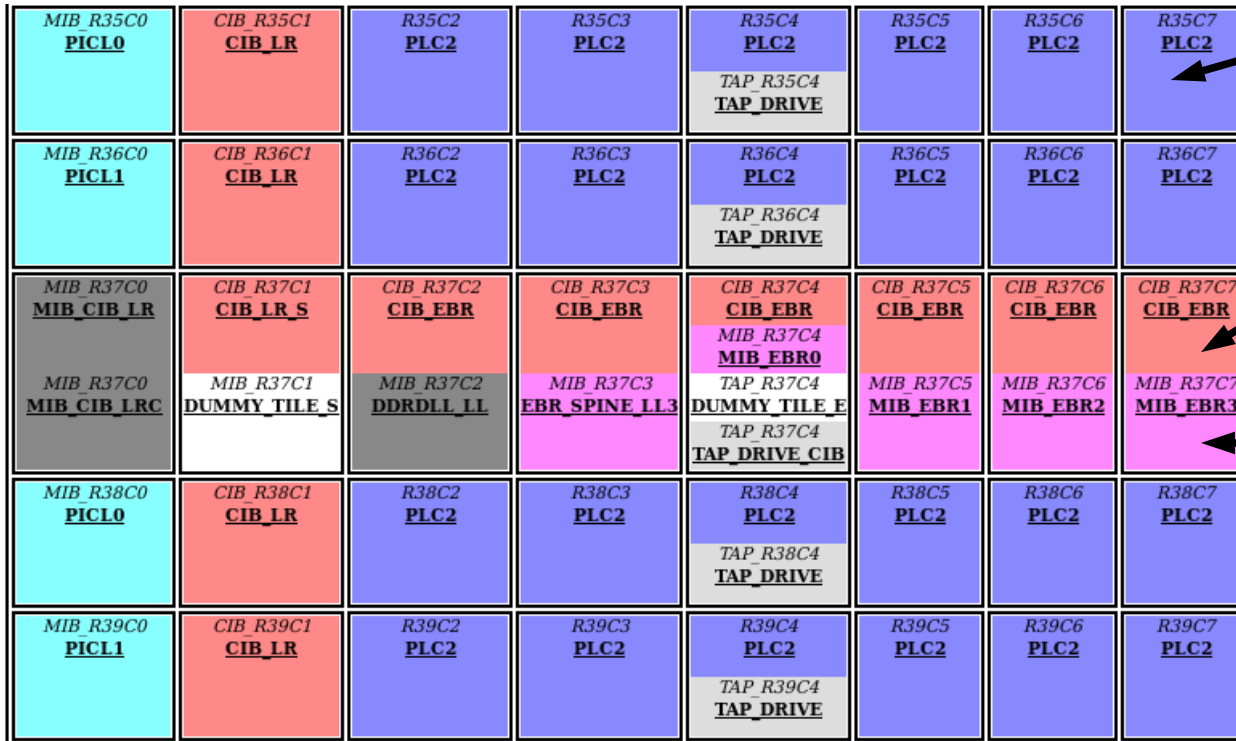 MIB_R35C0 CIB_R35C1 R35C2 R35C3 R35C4 R35C5 R35C6 R35C7
PICL0 CIB_LR PLC2 PLC2 PLC2 PLC2 PLC2 PLC2
TAP_R35C4
TAP_DRIVE
MIB_R36C0 CIB_R36C1 R36C2 R36C3 R36C4 R36C5 R36C6 R36C7
PICL1 CIB_LR PLC2 PLC2 PLC2 PLC2 PLC2 PLC2
TAP_R36C4
TAP_DRIVE
MIB_R37C0 CIB_R37C1 CIB_R37C2 CIB_R37C3 CIB_R37C4 CIB_R37C5 CIB_R37C6 CIB_R37C7
MIB_CIB_LR CIB_LR_S CIB_EBR CIB_EBR CIB_EBR CIB_EBR CIB_EBR CIB_EBR
MIB_R37C4
MIB_EBR0
MIB_R37C0 MIB_R37C1 MIB_R37C2 MIB_R37C3 TAP_R37C4 MIB_R37C5 MIB_R37C6 MIB_R37C7
MIB_CIB_LRC DUMMY_TILE_S DDRDLL_LL EBR_SPINE_LL3 DUMMY_TILE_E MIB_EBR1 MIB_EBR2 MIB_EBR3
TAP_R37C4
TAP_DRIVE_CIB
MIB_R38C0 CIB_R38C1 R38C2 R38C3 R38C4 R38C5 R38C6 R38C7
PICL0 CIB_LR PLC2 PLC2 PLC2 PLC2 PLC2 PLC2
TAP_R38C4
TAP_DRIVE
MIB_R39C0 CIB_R39C1 R39C2 R39C3 R39C4 R39C5 R39C6 R39C7
PICL1 CIB_LR PLC2 PLC2 PLC2 PLC2 PLC2 PLC2
TAP_R39C4
TAP_DRIVE